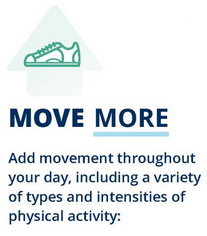 MOVE MORE
Add movement throughout
your day, including a variety
of types and intensities of
physical activity: